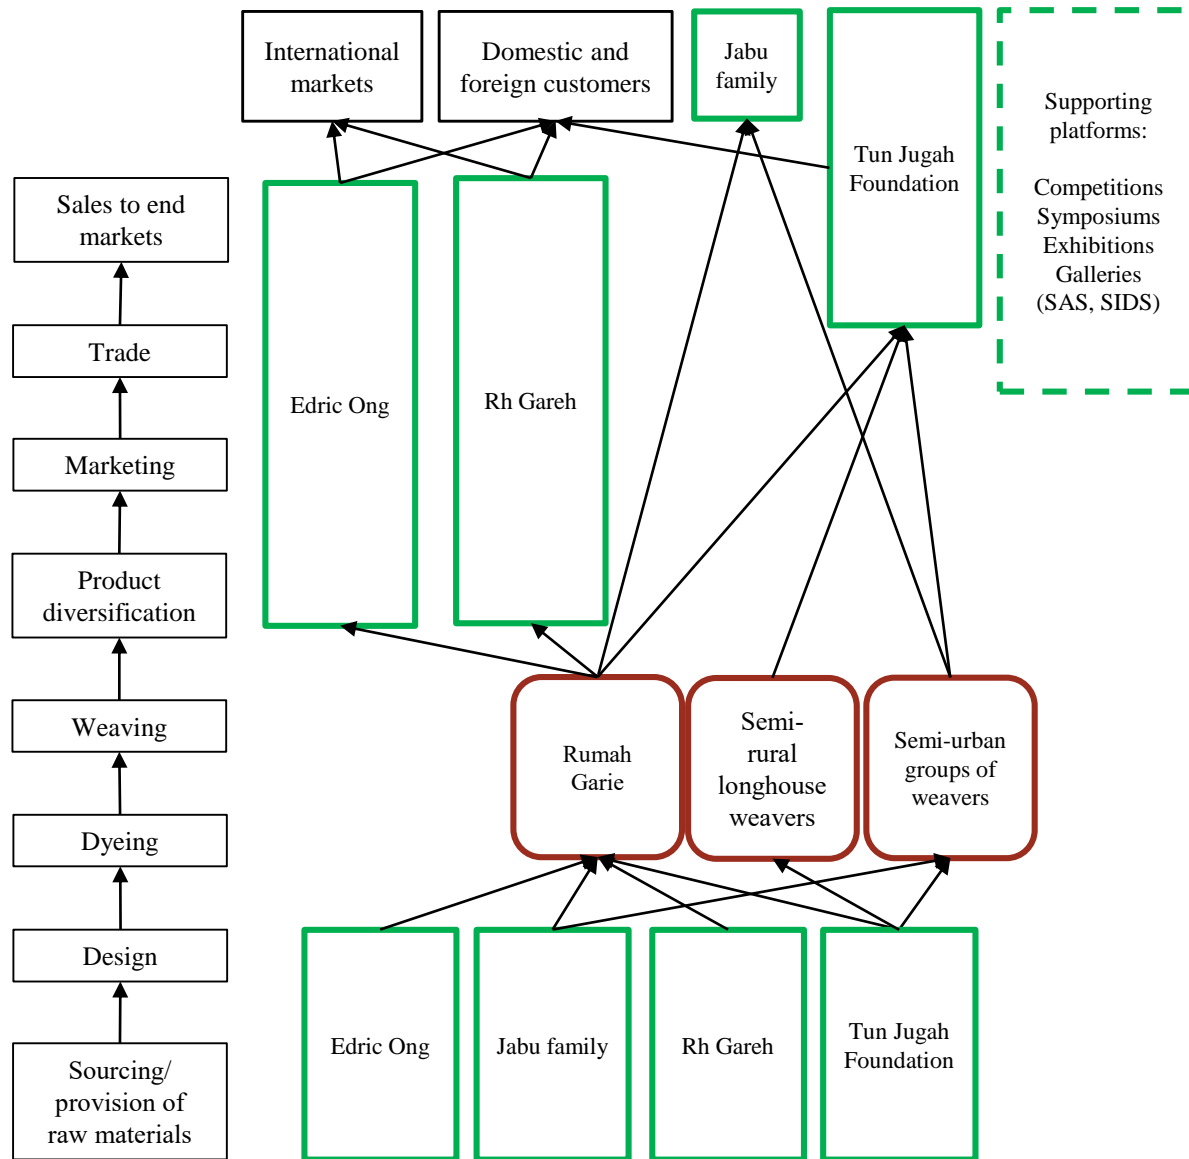 International
markets
Domestic and
foreign customers
Jabu
family
Tun Jugah
Foundation
Supporting
platforms:
Competitions
Symposiums
Exhibitions
Galleries
(SAS, SIDS)
Sales to end
markets
Trade
Marketing
Product
diversification
Weaving
Dyeing
Design
Sourcing/
provision of
raw materials
Edric Ong
Rh Gareh
Rumah
Garie
Semi-
rural
longhouse
weavers
Semi-urban
groups of
weavers
Edric Ong
Jabu family
Rh Gareh
Tun Jugah
Foundation